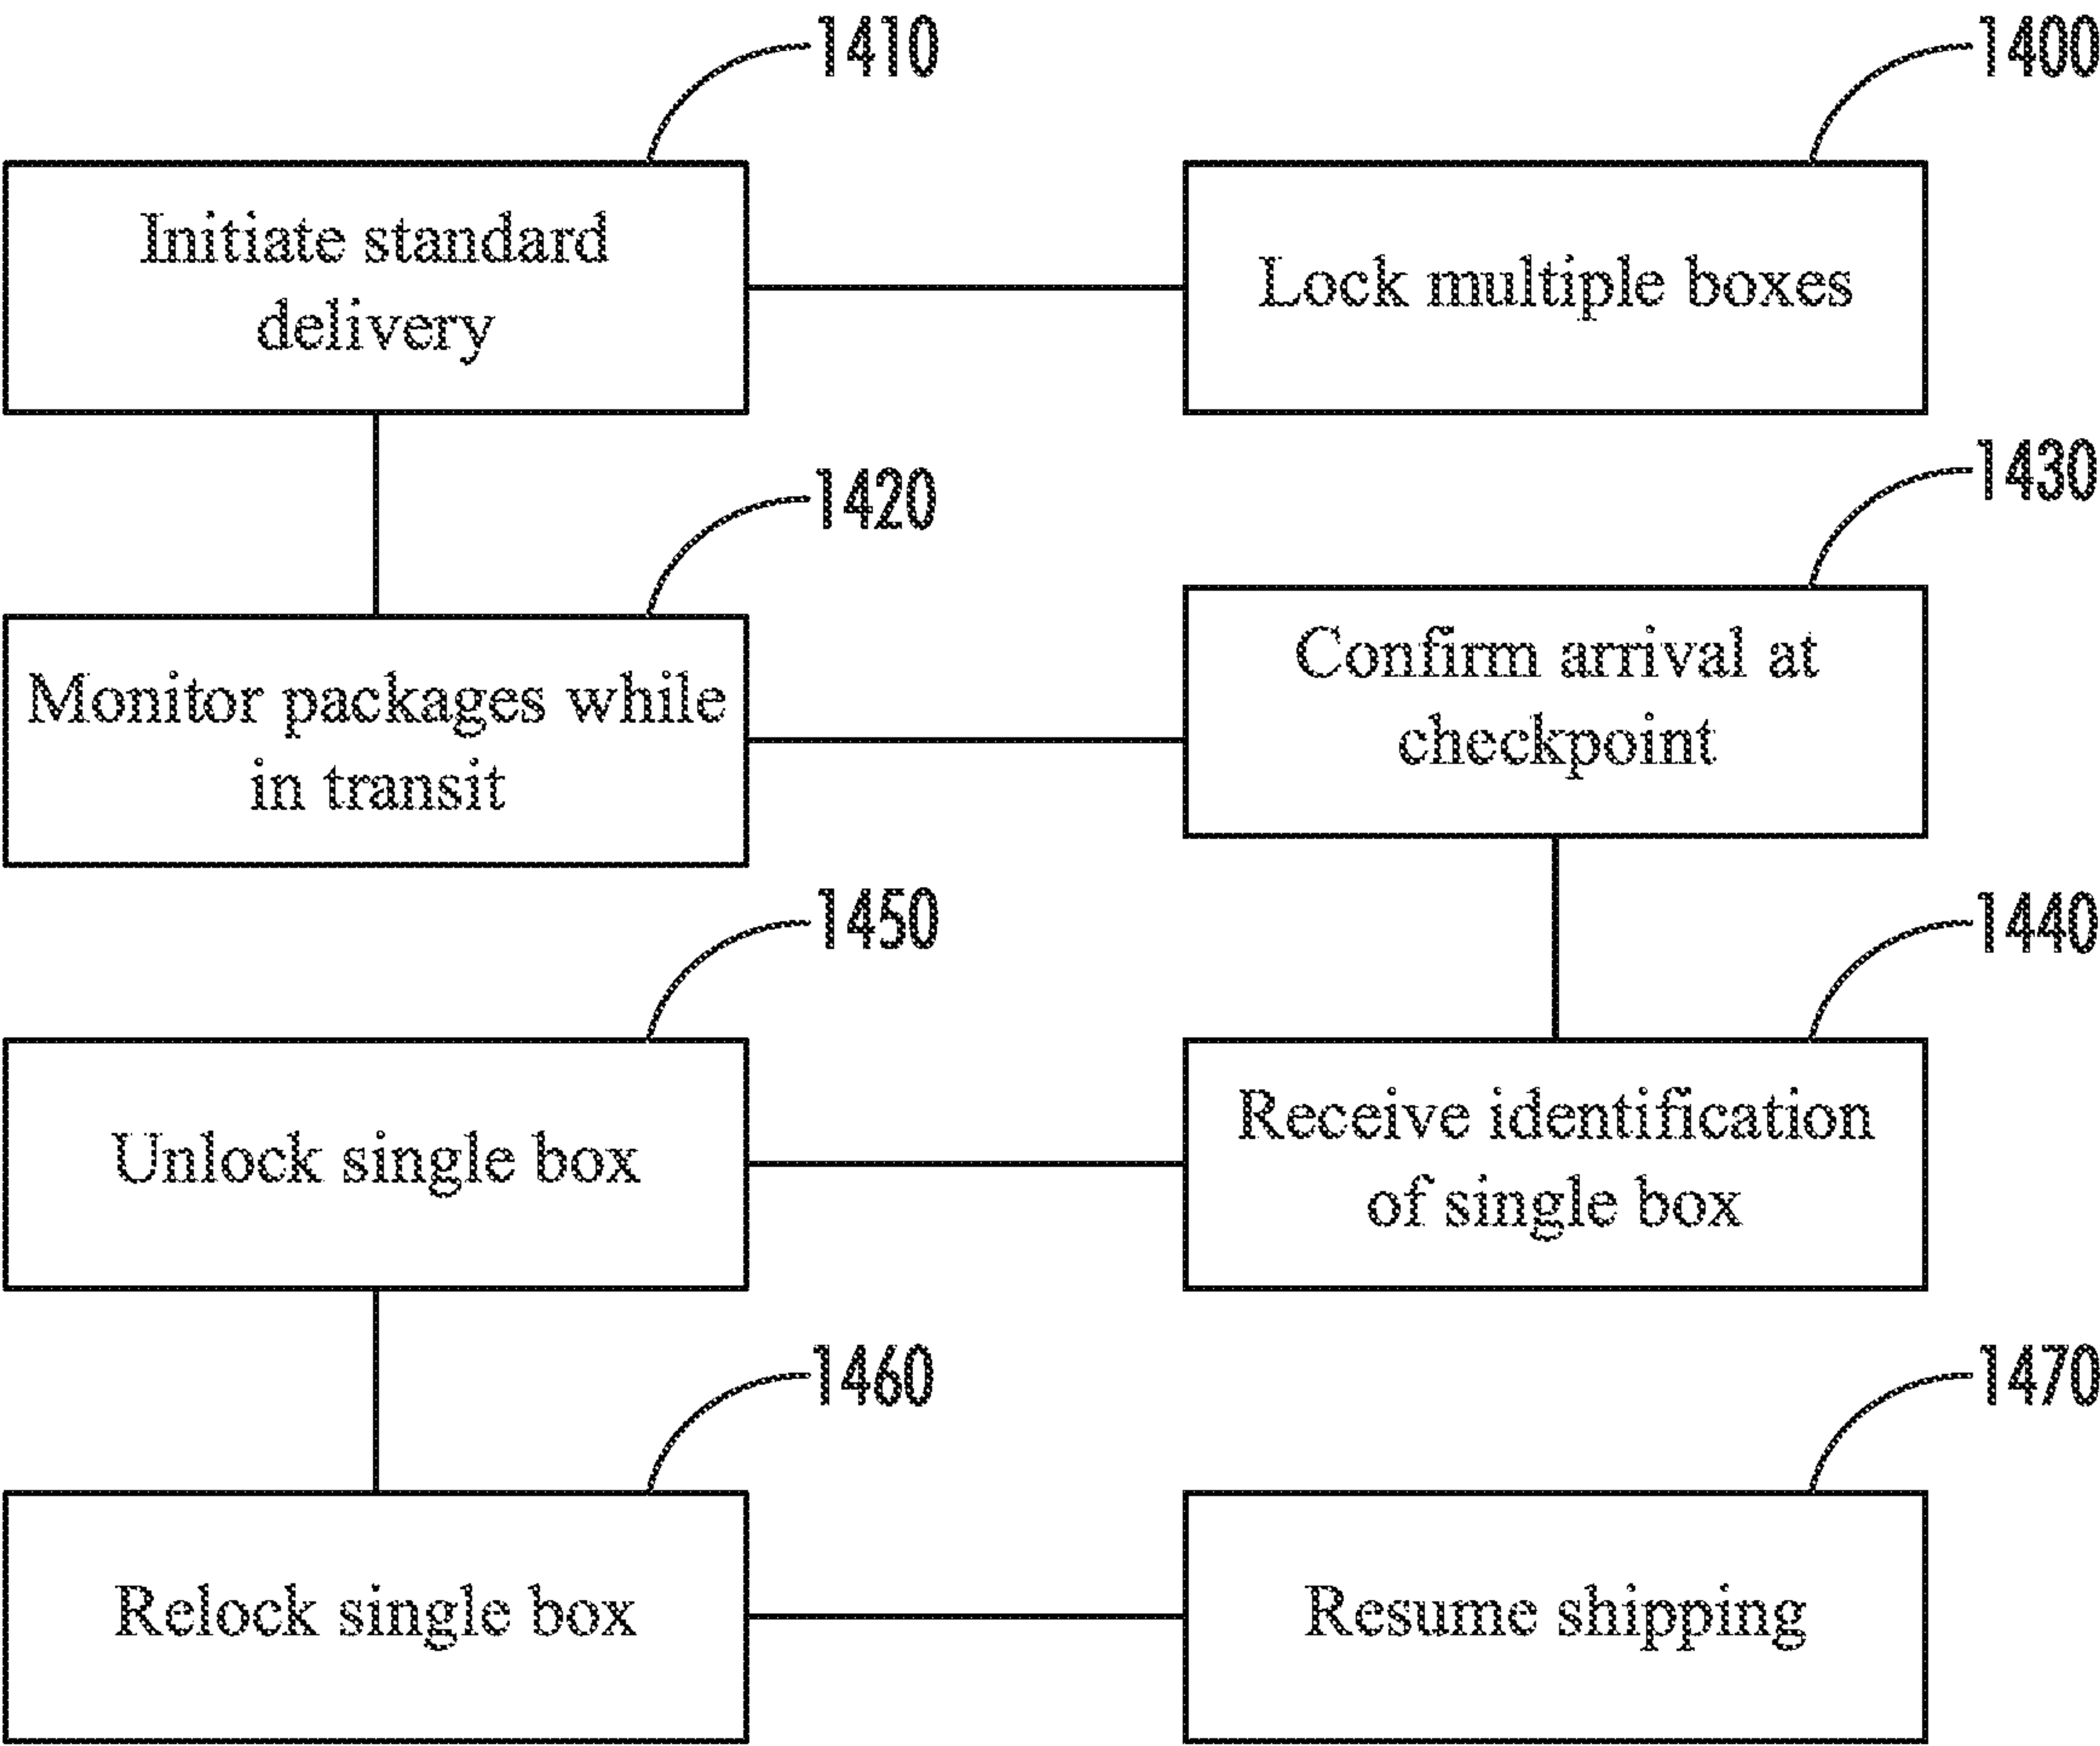 1410
1400
Initiate standard
delivery
Lock multiple boxes
1420
1430
Monitor packages while
in transit
Confirm arrival at
checkpoint
1450
1440
Unlock single box
Receive identification
of single box
1460
1470
Relock single box
Resume shipping